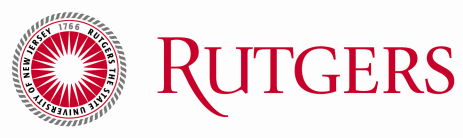 RUTGERS THE STATE UNIVERSITY OF NEW JERSEY
1766
RUTGERS